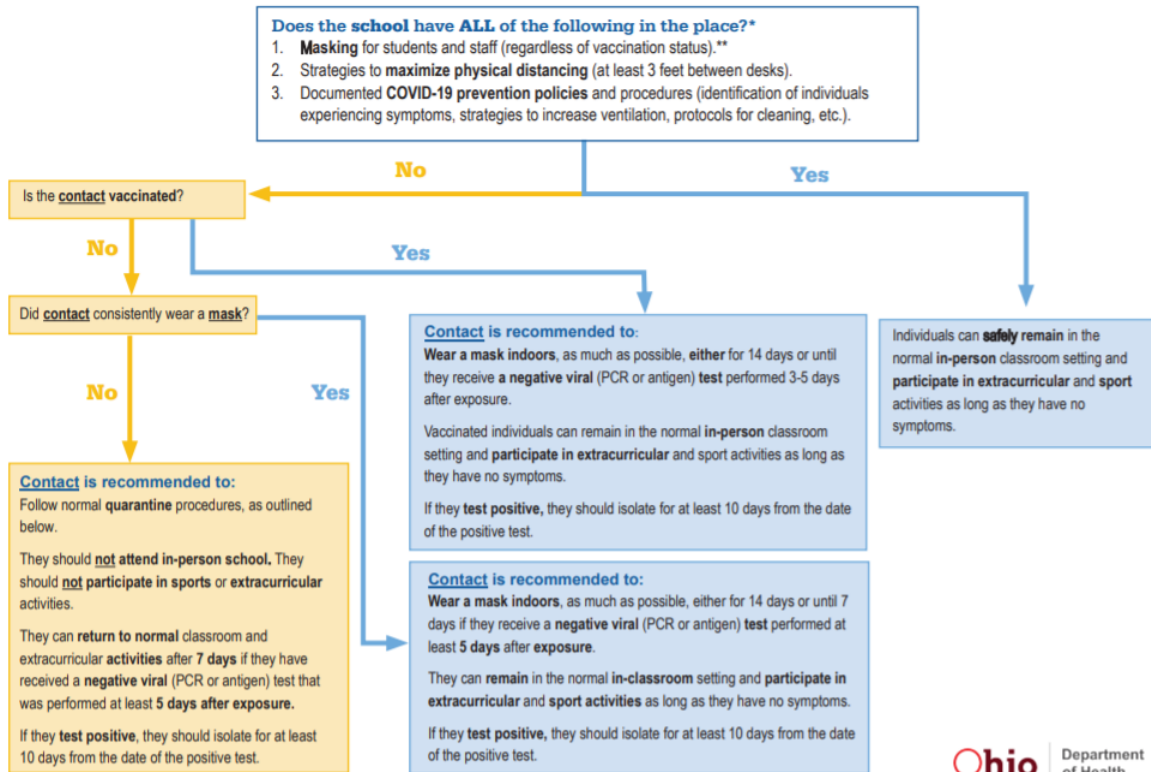 Does the school have ALL of the following in the place?*
1. Masking for students and staff (regardless of vaccination status).**
2. Strategies to maximize physical distancing (at least 3 feet between desks).
3. Documented COVID-19 prevention policies and procedures (identification of individuals
experiencing symptoms, strategies to increase ventilation, protocols for cleaning, etc.).
No
Yes
Is the contact vaccinated?
No
Yes
Did contact consistently wear a mask?
No
Yes
Contact is recommended to:
Wear a mask indoors, as much as possible, either for 14 days or until
they receive a negative viral (PCR or antigen) test performed 3-5 days
after exposure.
Vaccinated individuals can remain in the normal in-person classroom
setting and participate in extracurricular and sport activities as long as
they have no symptoms.
If they test positive, they should isolate for at least 10 days from the date
of the positive test.
Individuals can safely remain in the
normal in-person classroom setting and
participate in extracurricular and sport
activities as long as they have no
symptoms.
Contact is recommended to:
Follow normal quarantine procedures, as outlined
below.
They should not attend in-person school. They
should not participate in sports or extracurricular
activities.
They can return to normal classroom and
extracurricular activities after 7 days if they have
received a negative viral (PCR or antigen) test that
was performed at least 5 days after exposure.
If they test positive, they should isolate for at least
10 days from the date of the positive test.
Contact is recommended to:
Wear a mask indoors, as much as possible, either for 14 days or until 7
days if they receive a negative viral (PCR or antigen) test performed at
least 5 days after exposure.
They can remain in the normal in-classroom setting and participate in
extracurricular and sport activities as long as they have no symptoms.
If they test positive, they should isolate for at least 10 days from the date
of the positive test.
Ohio
Department
of Health